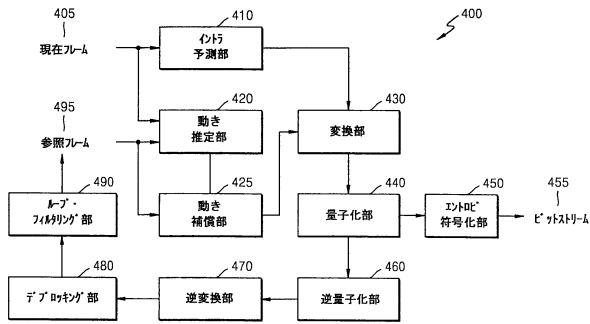 405
現在フレーム
410
イントラ
予測部
400
495
参照フレーム
420
動き
推定部
430
変換部
490
ループ・
フィルタリング部
425
動き
補償部
440
量子化部
450
エントロピ
符号化部
455
ビットストリーム
480
デブロッキング部
470
逆変換部
460
逆量子化部